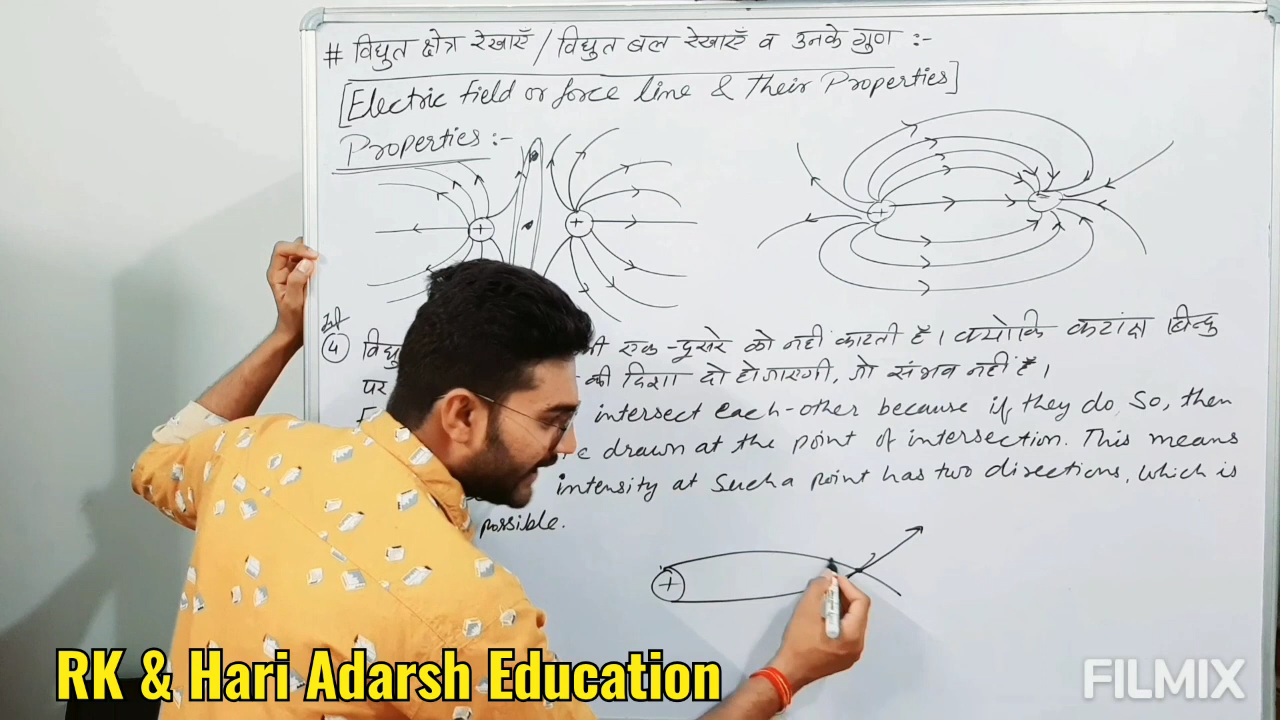 # विद्युत क्षेत्र रेखाएँ / विद्युत बल रेखाएँ व उनके गुण :-
[Electric field or force line & their Properties]
Properties :-
4 एक-दूसरे को नहीं काटती है। क्योंकि कटांक्ष बिन्दु
पर की दिशा दो हो जाएगी, जो संभव नहीं है।
intersect each-other because if they do so, then
drawn at the point of intersection. This means
intensity at such a point has two directions, which is
possible.
RK & Hari Adarsh Education
FILMIX